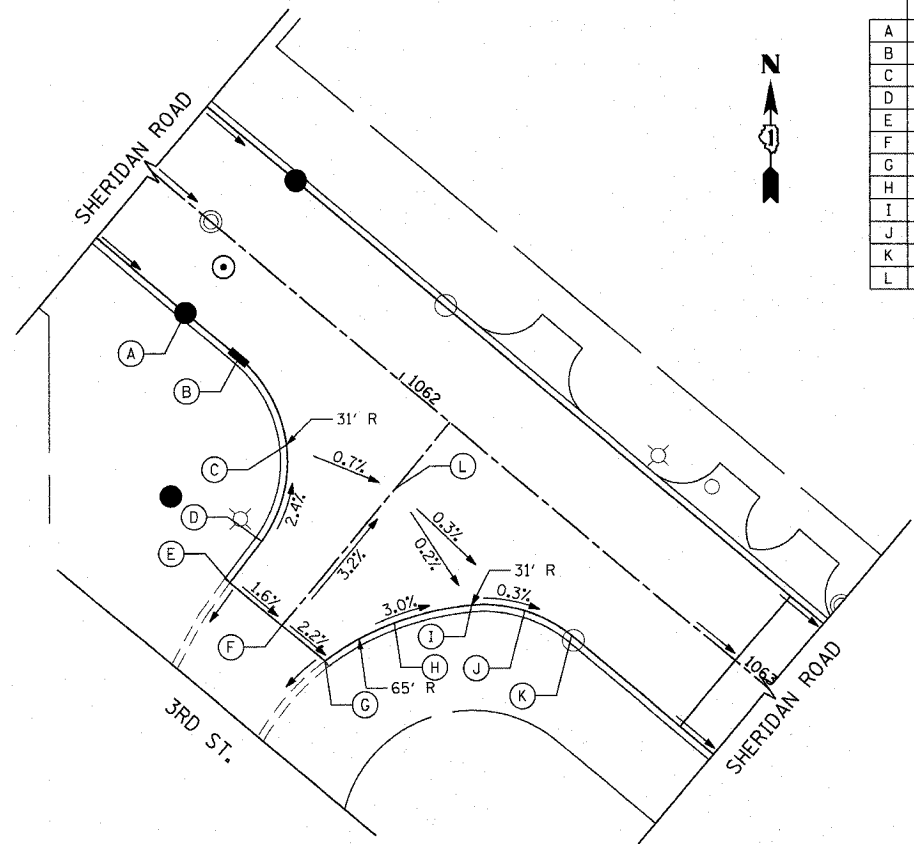 SHERIDAN ROAD
N
1
A
B
C
D
E
F
G
H
I
J
K
L
A
B
1062
31' R
C
0.7%
L
2.4%
D
0.3%
0.2%
3.2%
E
31' R
1.6%
0.3%
3.0%
2.2%
F
I
J
H
K
G
65' R
1063
3RD ST.
SHERIDAN ROAD